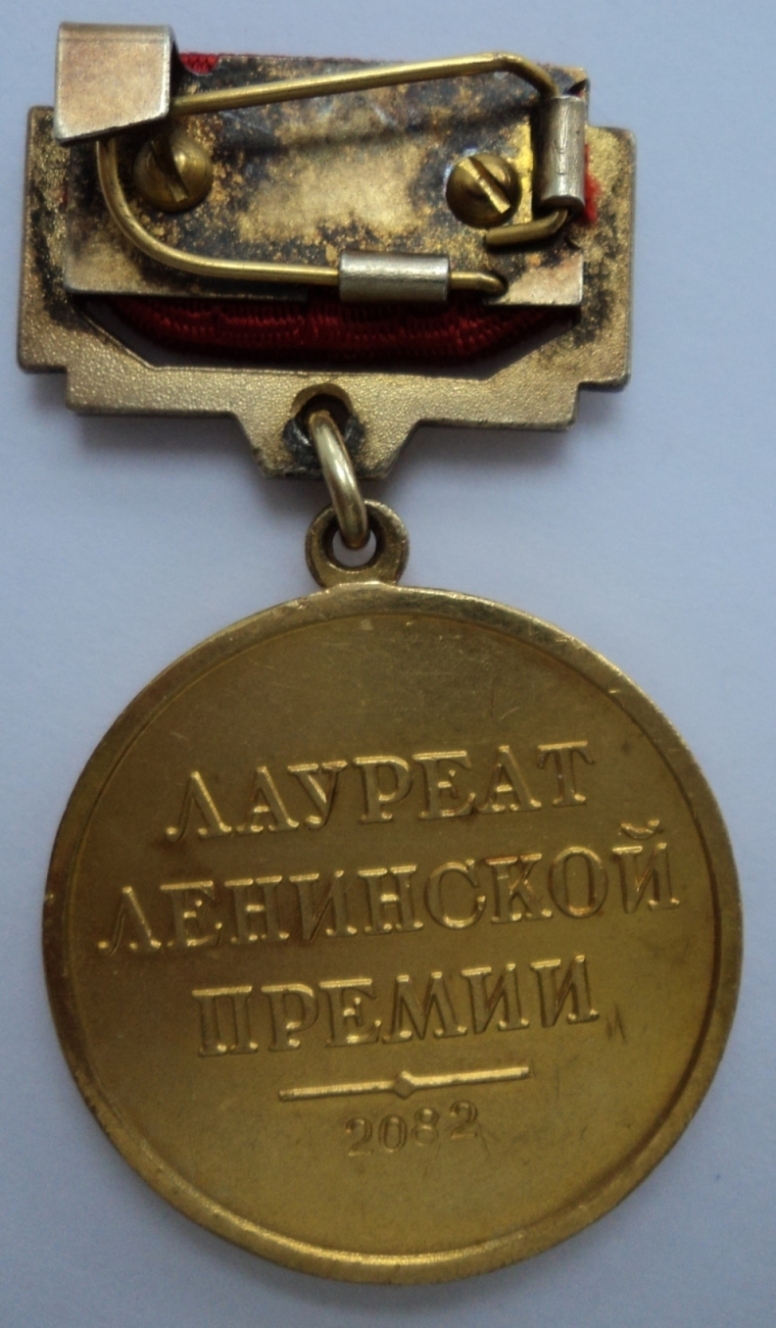 ЛАУРЕАТ
ЛЕНИНСКОЙ
ПРЕМИИ
2082